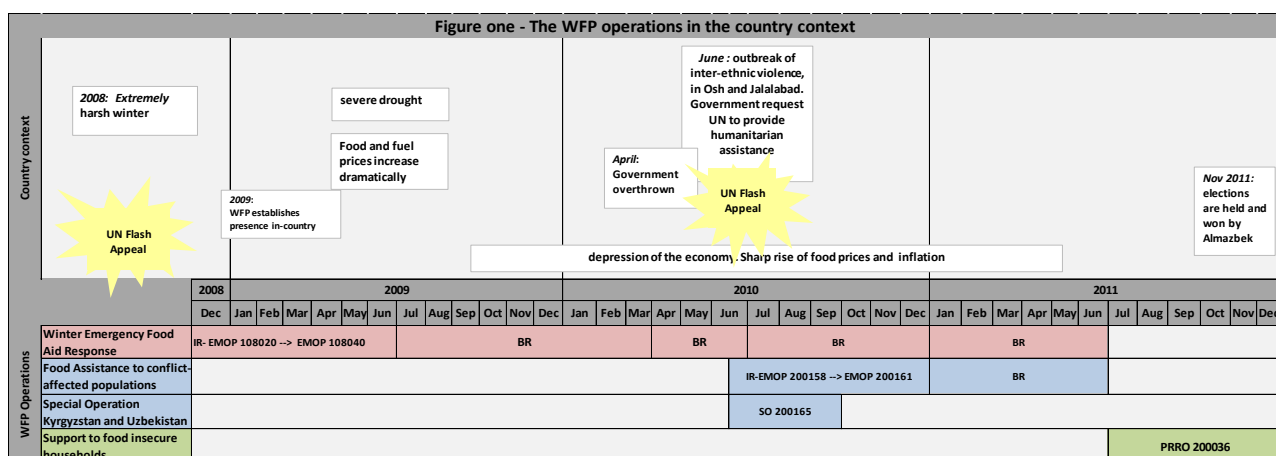 Figure one - The WFP operations in the country context
Country context
2008: Extremely
harsh winter
UN Flash
Appeal
2009:
WFP establishes
presence in-country
severe drought
Food and fuel
prices increase
dramatically
April:
Government
overthrown
June : outbreak of
inter-ethnic violence,
in Osh and Jalalabad.
Government request
UN to provide
humanitarian
assistance
UN Flash
Appeal
depression of the economy. Sharp rise of food prices and inflation
Nov 2011:
elections
are held and
won by
Almazbek
2008 2009 2010 2011
Dec Jan Feb Mar Apr May Jun Jul Aug Sep Oct Nov Dec Jan Feb Mar Apr May Jun Jul Aug Sep Oct Nov Dec Jan Feb Mar Apr May Jun Jul Aug Sep Oct Nov Dec
WFP Operations
Winter Emergency Food
Aid Response
IR- EMOP 108020 --> EMOP 108040 BR BR BR BR
Food Assistance to conflict-
affected populations
IR-EMOP 200158 --> EMOP 200161 BR
Special Operation
Kyrgyzstan and Uzbekistan
SO 200165
Support to food insecure
households
PRRO 200036